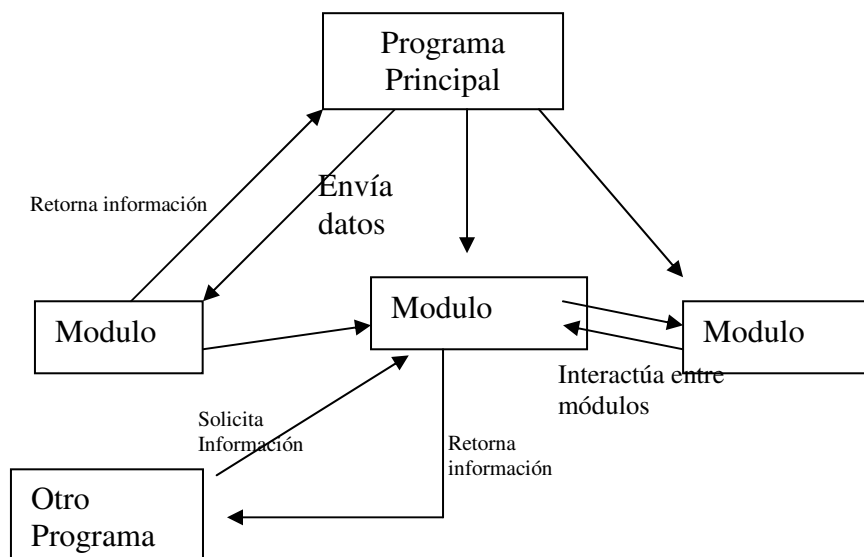 Programa
Principal
Retorna información
Envía
datos
Modulo
Modulo
Modulo
Interactúa entre
módulos
Solicita
Información
Retorna
información
Otro
Programa